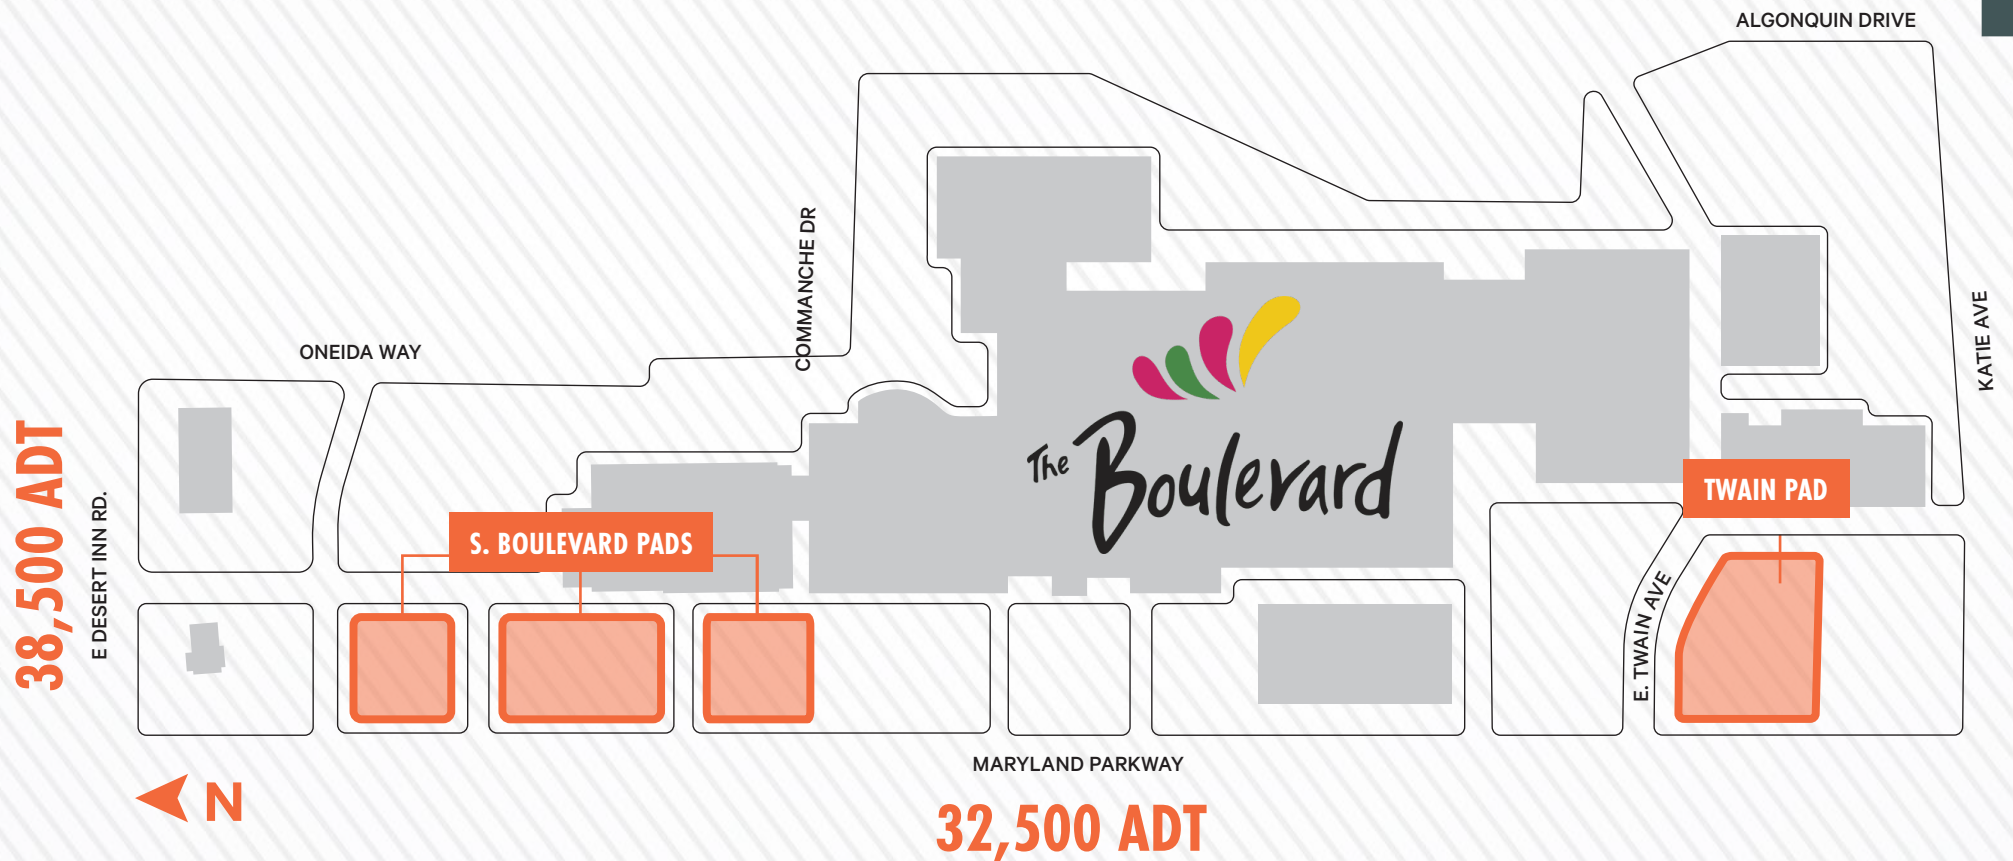 ALGONQUIN DRIVE
COMMANCHE DR
ONEIDA WAY
KATIE AVE
The Boulevard
TWAIN PAD
S. BOULEVARD PADS
38,500 ADT
E DESERT INN RD.
E. TWAIN AVE
MARYLAND PARKWAY
N
32,500 ADT